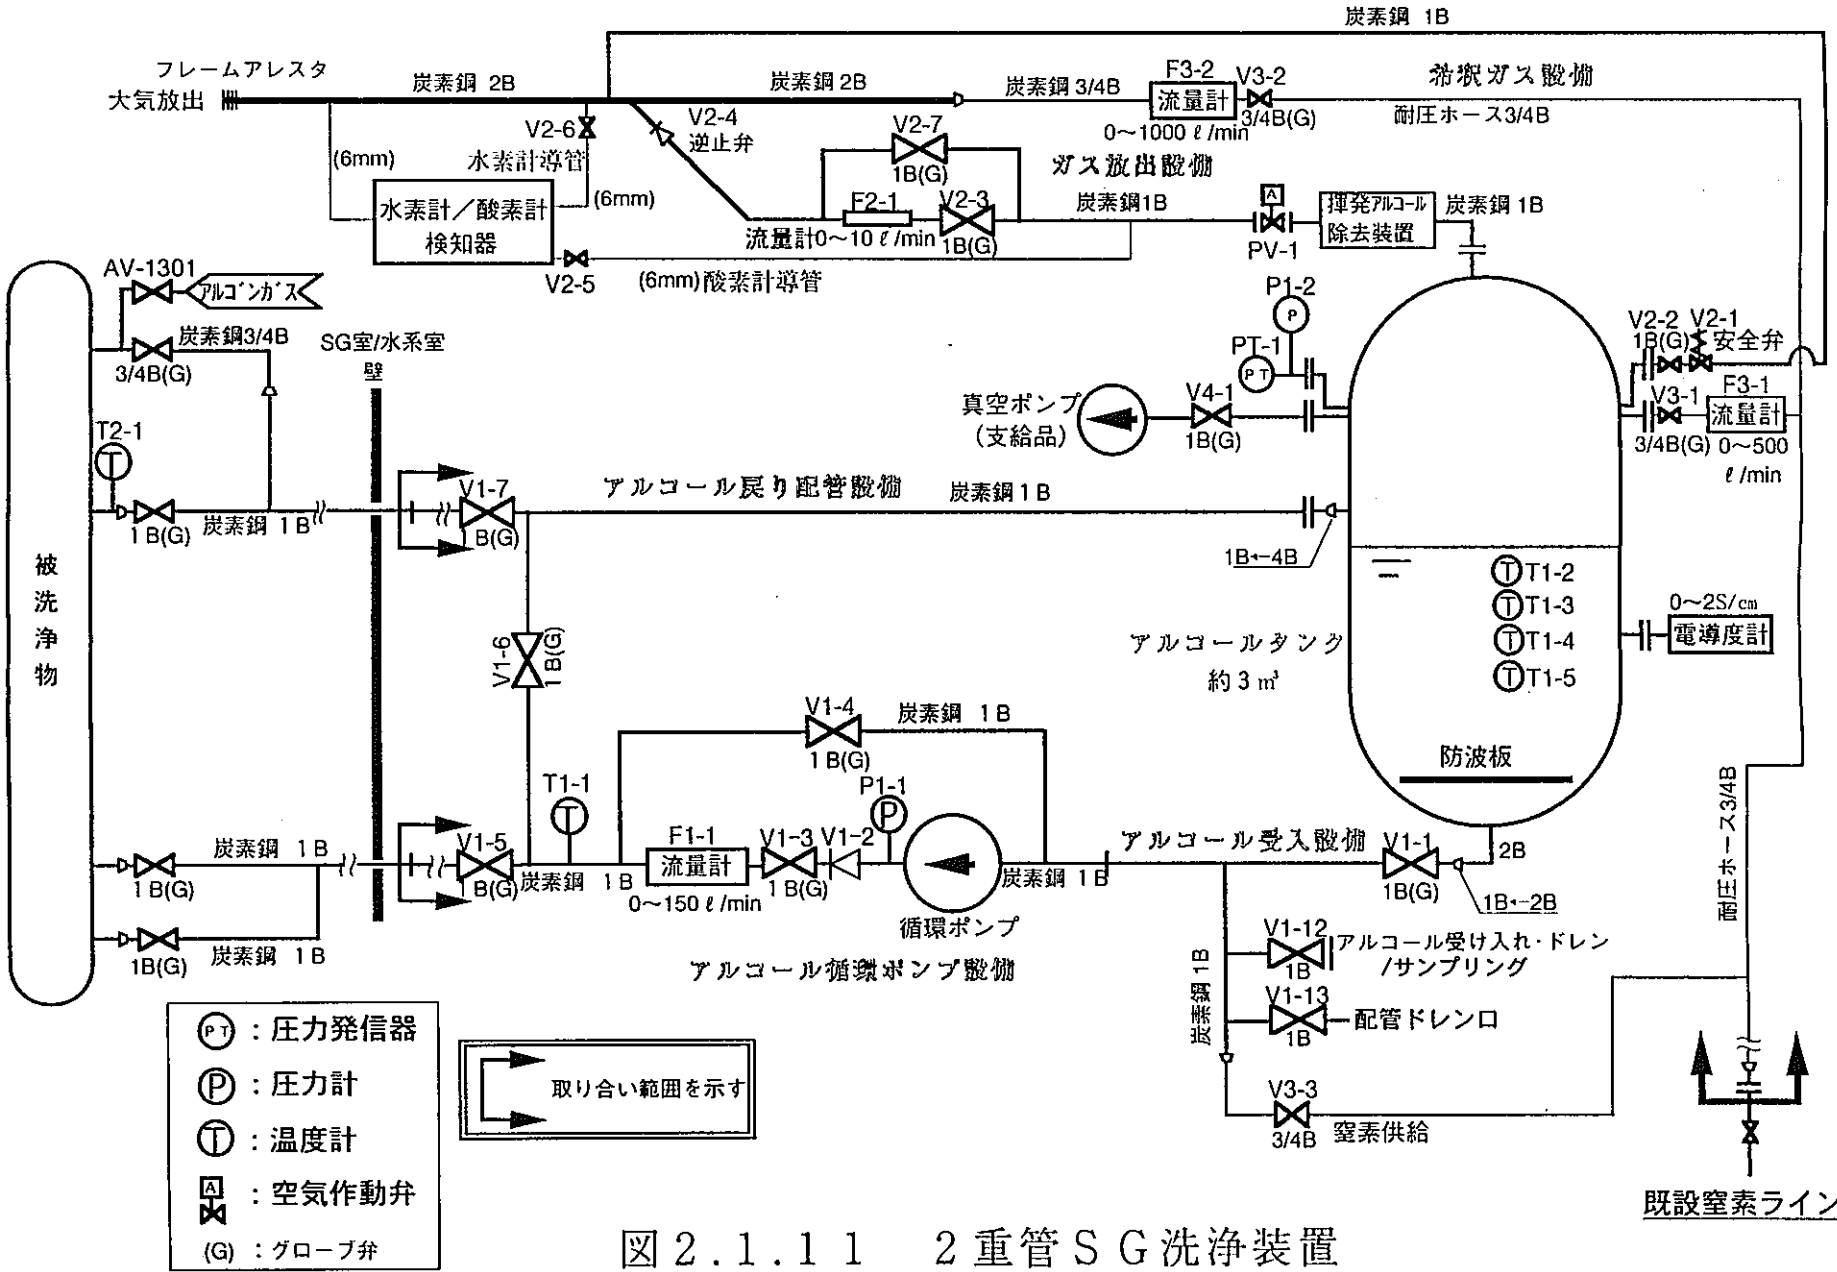 炭素鋼 1B
フレームアレスタ
大気放出
炭素鋼 2B
炭素鋼 2B
炭素鋼 3/4B
F3-2
流量計
0～1000 ℓ/min
V3-2
3/4B(G)
希釈ガス設備
耐圧ホース3/4B
V2-6
V2-4
逆止弁
V2-7
1B(G)
ガス放出設備
(6mm)
水素計導管
(6mm)
水素計／酸素計
検知器
F2-1
流量計0～10 ℓ/min
V2-3
1B(G)
炭素鋼1B
A
PV-1
揮発アルコール
除去装置
炭素鋼 1B
V2-5
(6mm)酸素計導管
AV-1301
アルゴンガス
炭素鋼3/4B
3/4B(G)
SG室/水系室
壁
P1-2
P
PT-1
PT
V2-2
1B(G)
V2-1
安全弁
V3-1
3/4B(G)
F3-1
流量計
0～500
ℓ/min
真空ポンプ
（支給品）
V4-1
1B(G)
T2-1
T
1B(G)
炭素鋼 1B
V1-7
1B(G)
アルコール戻り配管設備
炭素鋼1B
1B←4B
被洗浄物
T T1-2
T T1-3
T T1-4
T T1-5
0～2S/㎝
電導度計
アルコールタンク
約3㎥
V1-6
1B(G)
V1-4
1B(G)
炭素鋼 1B
防波板
T1-1
T
P1-1
P
F1-1
流量計
0～150 ℓ/min
V1-3
1B(G)
V1-2
循環ポンプ
炭素鋼 1B
アルコール受入設備
V1-1
1B(G)
2B
1B←2B
耐圧ホース3/4B
炭素鋼 1B
1B(G)
V1-5
1B(G)
炭素鋼 1B
1B(G)
炭素鋼 1B
アルコール循環ポンプ設備
炭素鋼1B
V1-12
1B
アルコール受け入れ・ドレン
/サンプリング
V1-13
1B
配管ドレン口
V3-3
3/4B
窒素供給
既設窒素ライン
PT：圧力発信器
P：圧力計
T：温度計
A：空気作動弁
(G)：グローブ弁
取り合い範囲を示す
図2.1.11　2重管SG洗浄装置